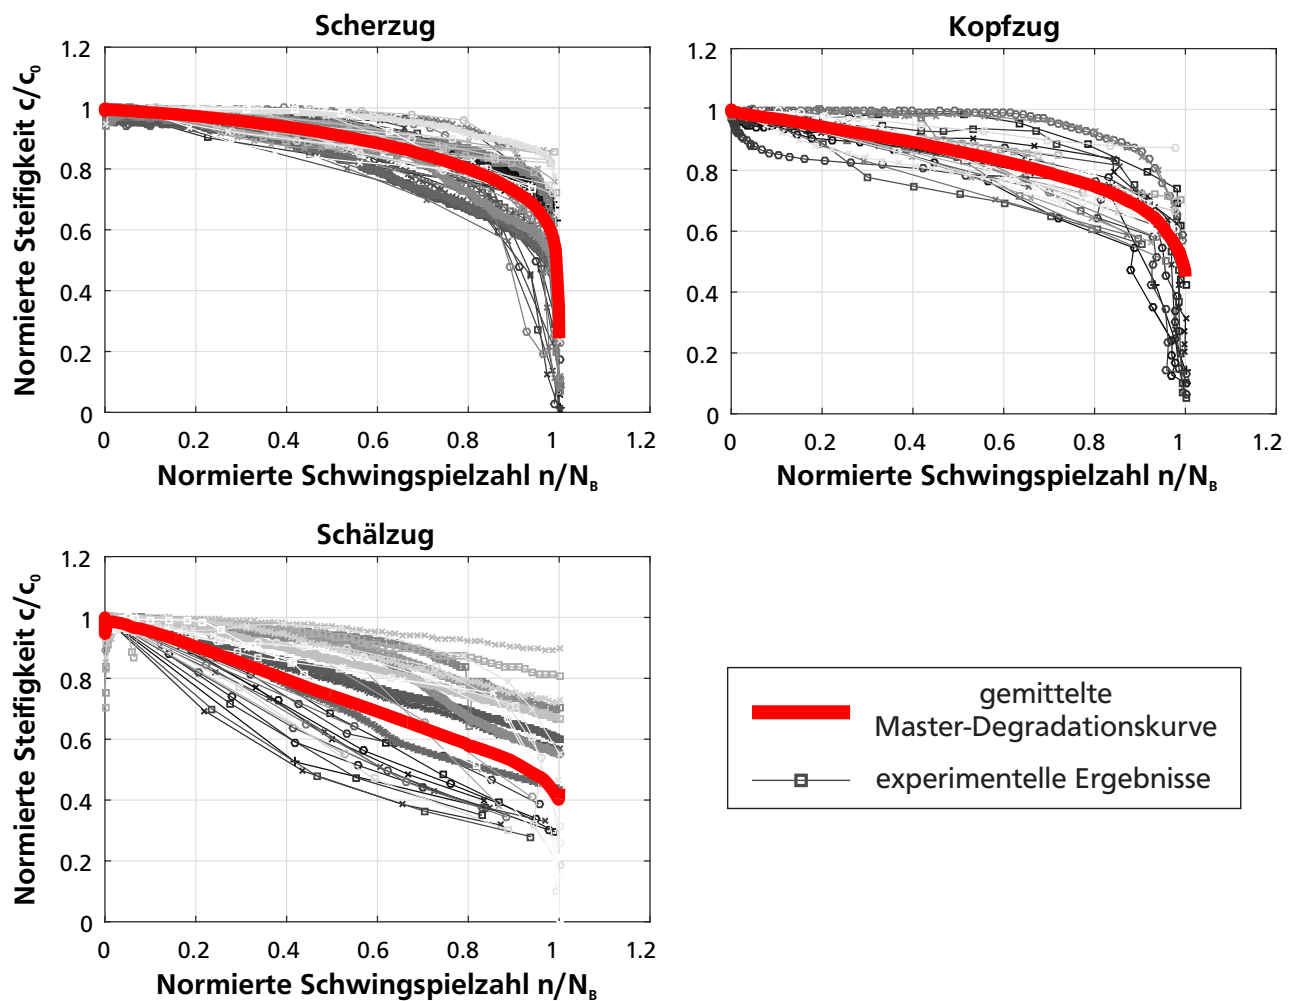 Scherzug
Normierte Steifigkeit c/c₀
1.2
1
0.8
0.6
0.4
0.2
0
0 0.2 0.4 0.6 0.8 1 1.2
Normierte Schwingspielzahl n/N_B
Kopfzug
1.2
1
0.8
0.6
0.4
0.2
0
0 0.2 0.4 0.6 0.8 1 1.2
Normierte Schwingspielzahl n/N_B
Schälzug
Normierte Steifigkeit c/c₀
1.2
1
0.8
0.6
0.4
0.2
0
0 0.2 0.4 0.6 0.8 1 1.2
Normierte Schwingspielzahl n/N_B
gemittelte
Master-Degradationskurve
experimentelle Ergebnisse